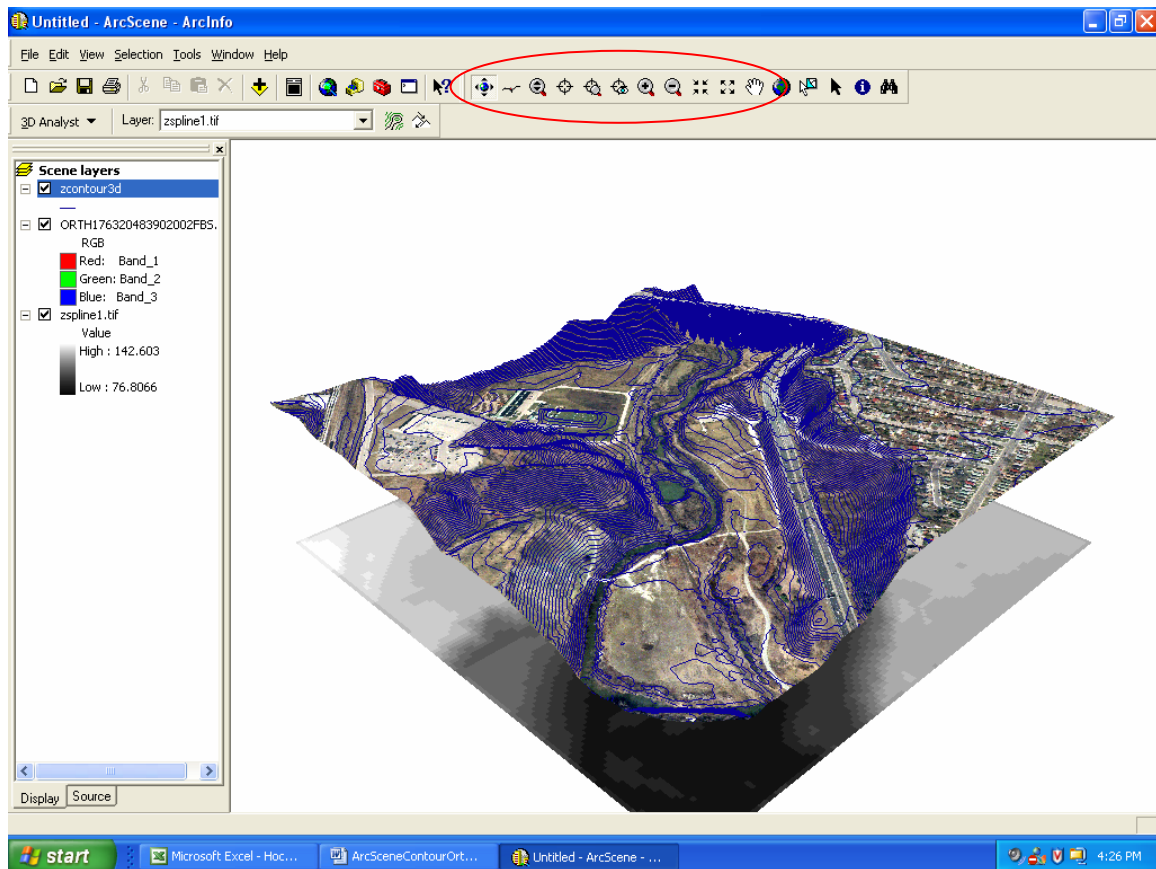 Untitled - ArcScene - ArcInfo
File Edit View Selection Tools Window Help
3D Analyst Layer: zspline1.tif
Scene layers
zcontour3d
ORTH176320483902002FBS.
RGB
Red: Band_1
Green: Band_2
Blue: Band_3
zspline1.tif
Value
High : 142.603
Low : 76.8066
Display Source
start Microsoft Excel - Hoc... ArcSceneContourOrt... Untitled - ArcScene - ... 4:26 PM